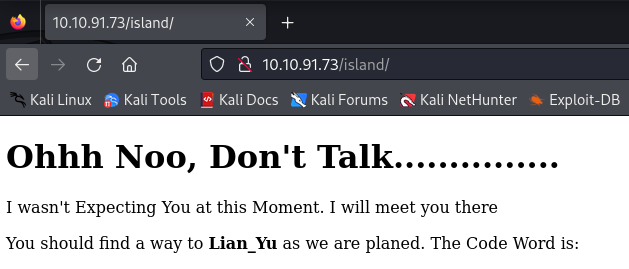 10.10.91.73/island/
10.10.91.73/island/
Kali Linux Kali Tools Kali Docs Kali Forums Kali NetHunter Exploit-DB
Ohhh Noo, Don't Talk...............
I wasn't Expecting You at this Moment. I will meet you there
You should find a way to Lian_Yu as we are planed. The Code Word is: